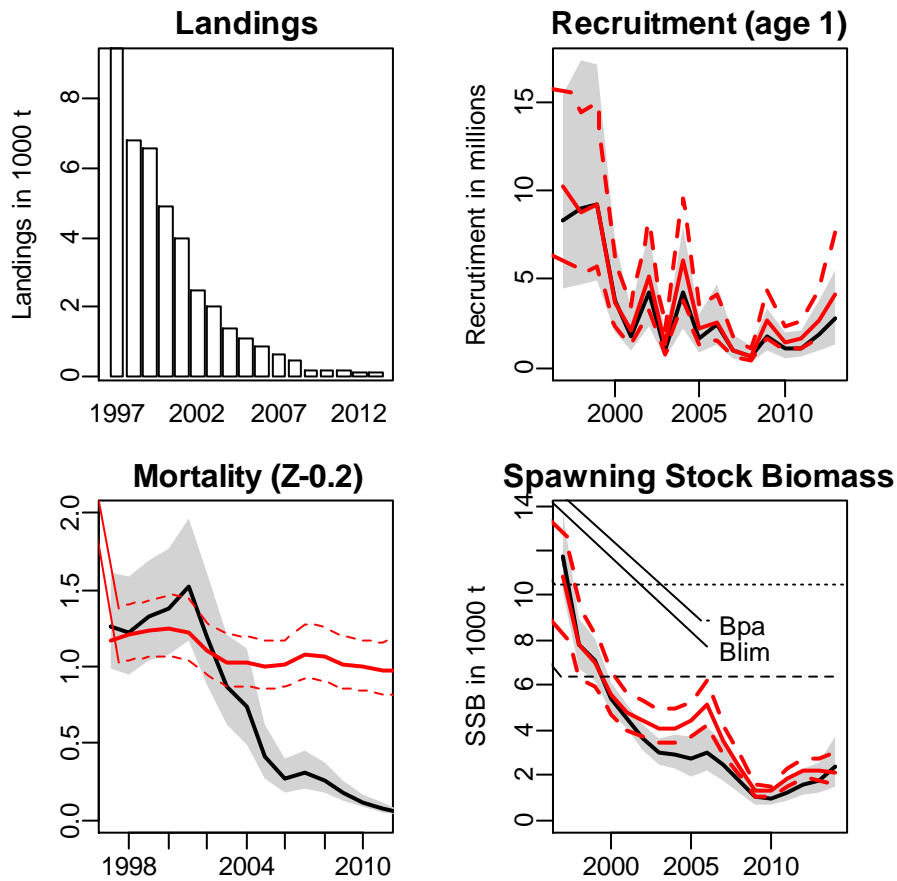 Landings
Recruitment (age 1)
Landings in 1000 t
0 2 4 6 8
1997 2002 2007 2012
Recrutiment in millions
0 5 10 15
2000 2005 2010
Mortality (Z-0.2)
Spawning Stock Biomass
0.0 0.5 1.0 1.5 2.0
1998 2004 2010
SSB in 1000 t
0 2 4 6 8 10 14
Bpa
Blim
2000 2005 2010